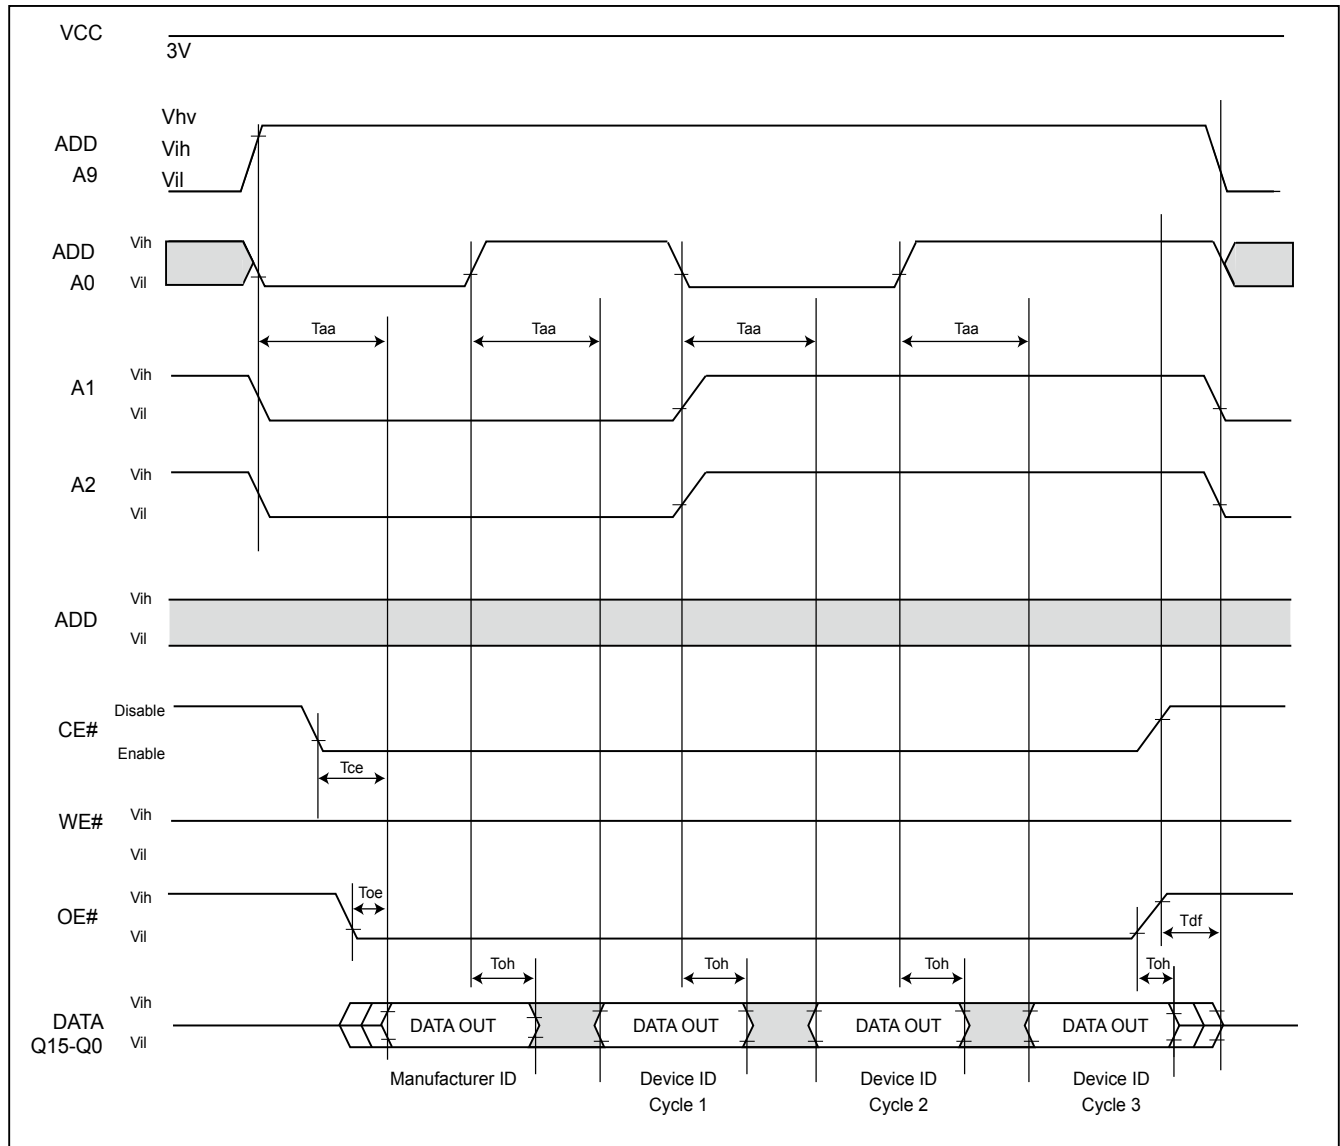 VCC
3V
Vhv
ADD
Vih
A9
Vil
ADD
Vih
A0
Vil
Taa
Taa
Taa
Taa
A1
Vih
Vil
A2
Vih
Vil
ADD
Vih
Vil
CE#
Disable
Enable
Tce
WE#
Vih
Vil
OE#
Vih
Vil
Toe
Tdf
Toh
Toh
Toh
Toh
DATA
Q15-Q0
Vih
Vil
DATA OUT
DATA OUT
DATA OUT
DATA OUT
Manufacturer ID
Device ID
Cycle 1
Device ID
Cycle 2
Device ID
Cycle 3